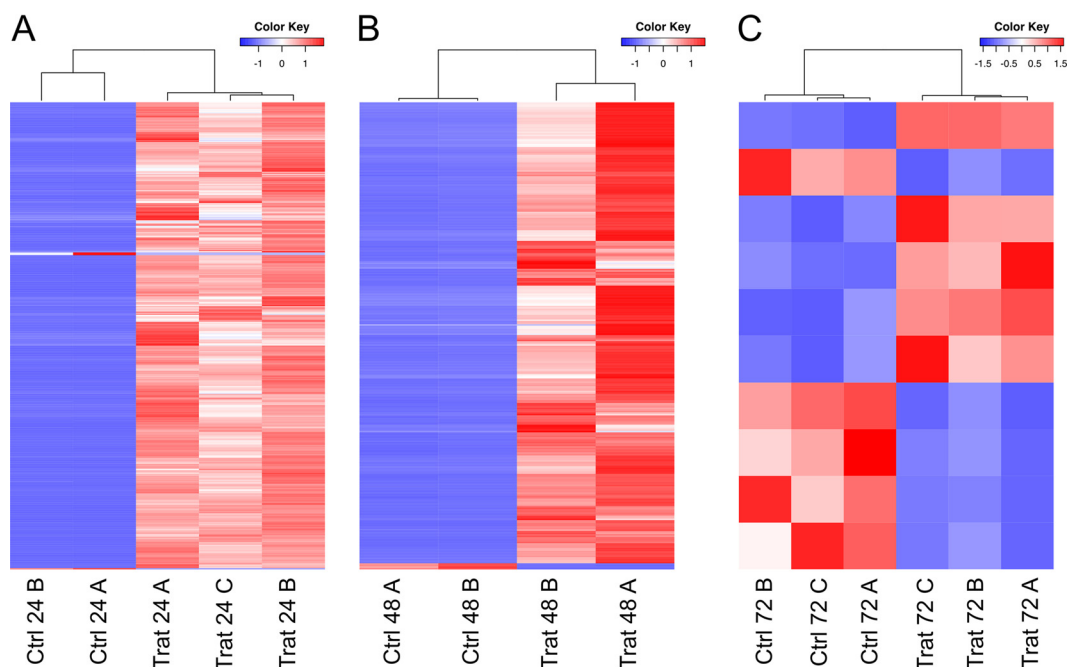 A
Color Key
-1 0 1
Ctrl 24 B
Ctrl 24 A
Trat 24 A
Trat 24 C
Trat 24 B
B
Color Key
-1 0 1
Ctrl 48 A
Ctrl 48 B
Trat 48 B
Trat 48 A
C
Color Key
-1.5 -0.5 0.5 1.5
Ctrl 72 B
Ctrl 72 C
Ctrl 72 A
Trat 72 C
Trat 72 B
Trat 72 A